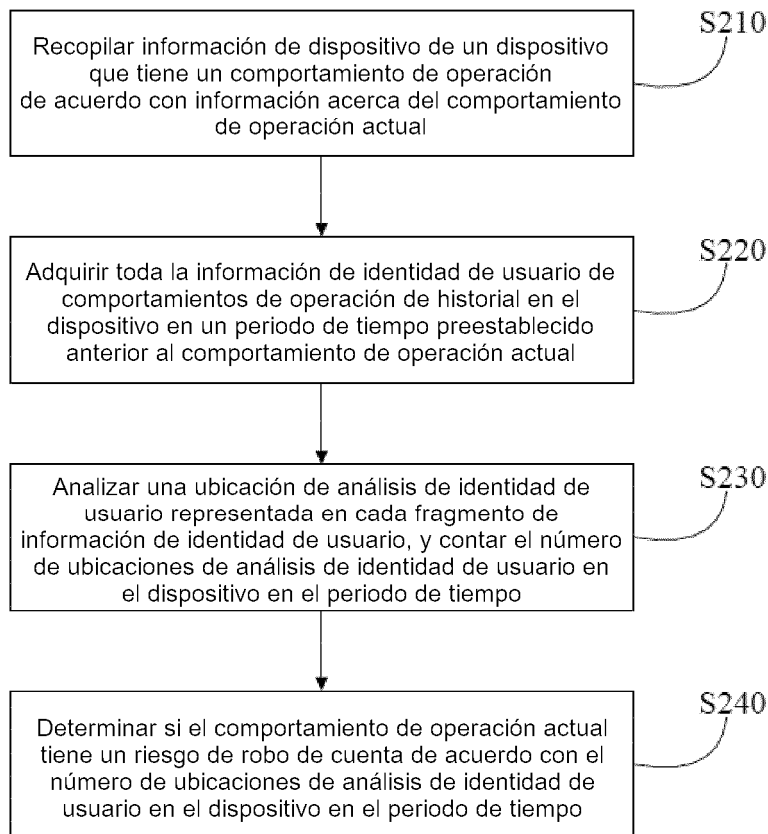 S210
Recopilar información de dispositivo de un dispositivo
que tiene un comportamiento de operación
de acuerdo con información acerca del comportamiento
de operación actual
S220
Adquirir toda la información de identidad de usuario de
comportamientos de operación de historial en el
dispositivo en un periodo de tiempo preestablecido
anterior al comportamiento de operación actual
S230
Analizar una ubicación de análisis de identidad de
usuario representada en cada fragmento de
información de identidad de usuario, y contar el número
de ubicaciones de análisis de identidad de usuario en
el dispositivo en el periodo de tiempo
S240
Determinar si el comportamiento de operación actual
tiene un riesgo de robo de cuenta de acuerdo con el
número de ubicaciones de análisis de identidad de
usuario en el dispositivo en el periodo de tiempo